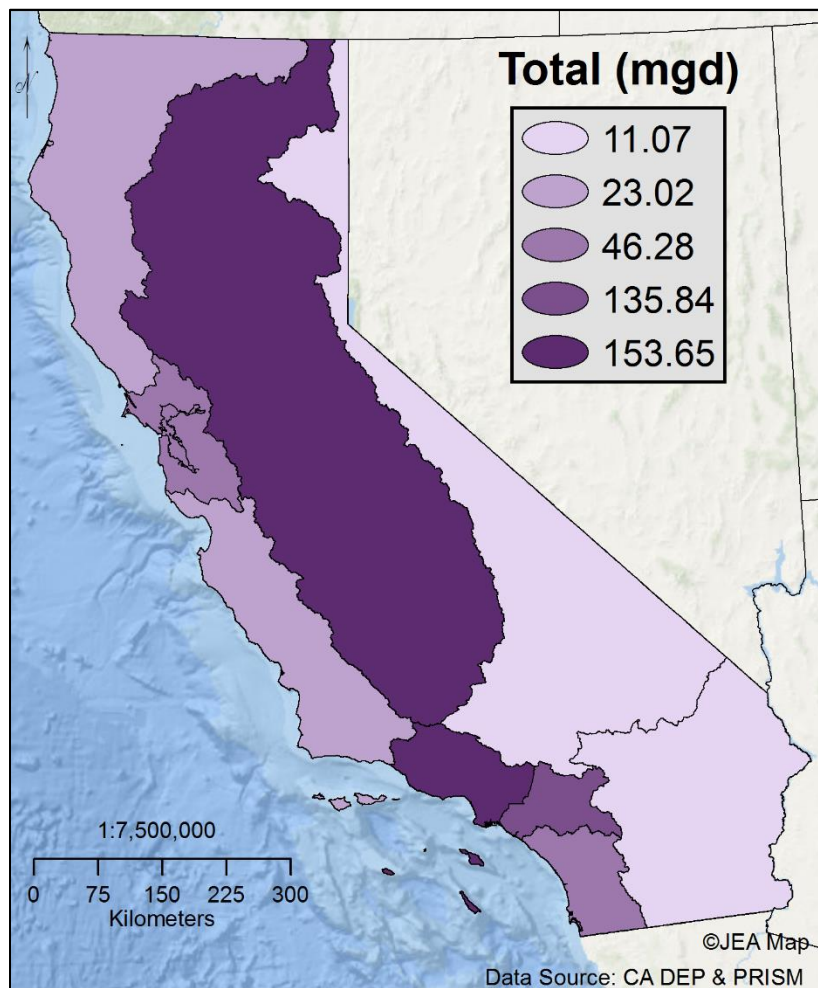 N
Total (mgd)
11.07
23.02
46.28
135.84
153.65
1:7,500,000
0 75 150 225 300
Kilometers
©JEA Map
Data Source: CA DEP & PRISM